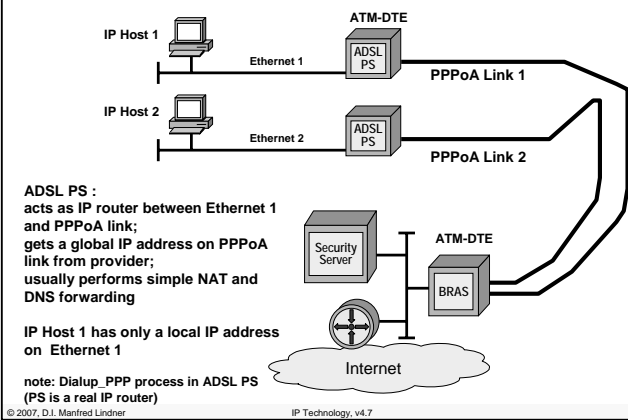 ATM-DTE
IP Host 1
Ethernet 1
ADSL
PS
PPPoA Link 1
IP Host 2
Ethernet 2
ADSL
PS
PPPoA Link 2
ADSL PS :
acts as IP router between Ethernet 1
and PPPoA link;
gets a global IP address on PPPoA
link from provider;
usually performs simple NAT and
DNS forwarding
IP Host 1 has only a local IP address
on Ethernet 1
note: Dialup_PPP process in ADSL PS
(PS is a real IP router)
Security
Server
ATM-DTE
BRAS
Internet
© 2007, D.I. Manfred Lindner
IP Technology, v4.7